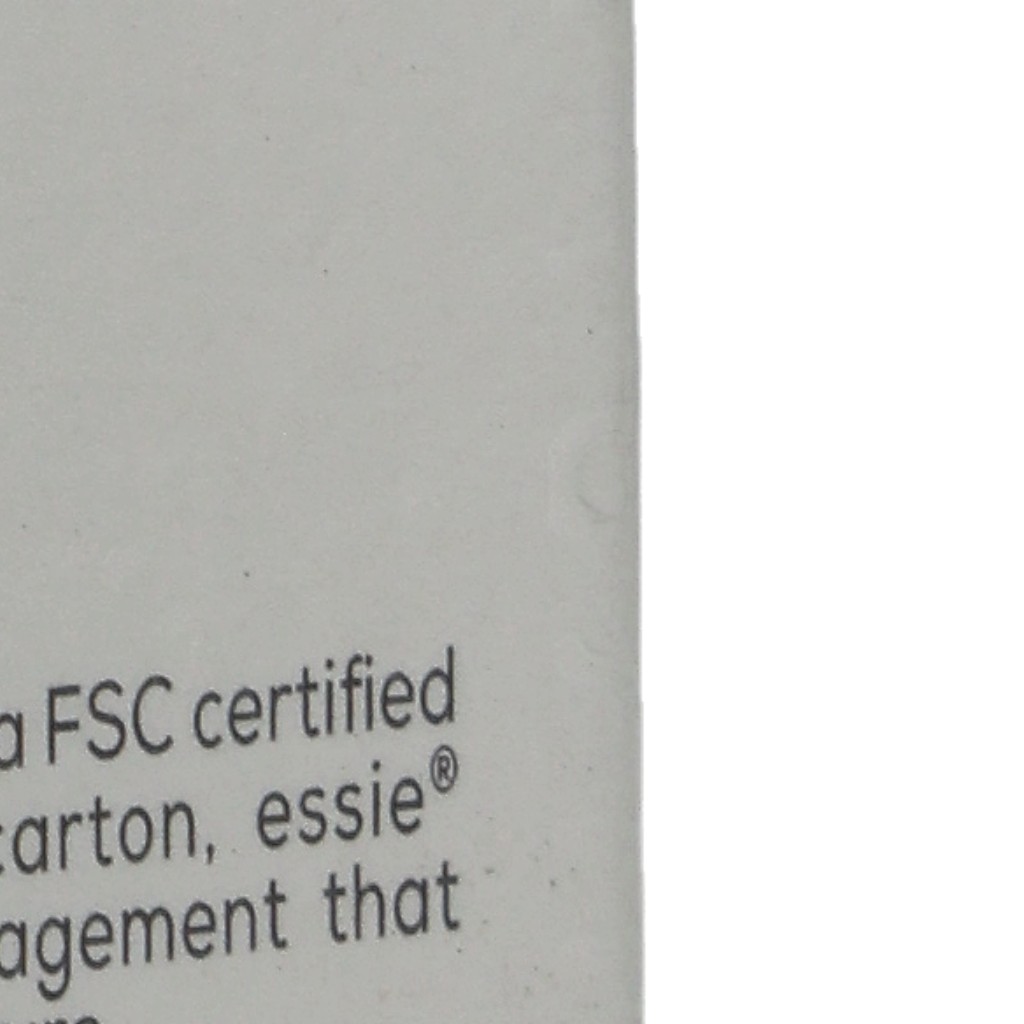 a FSC certified
carton, essie®
agement that